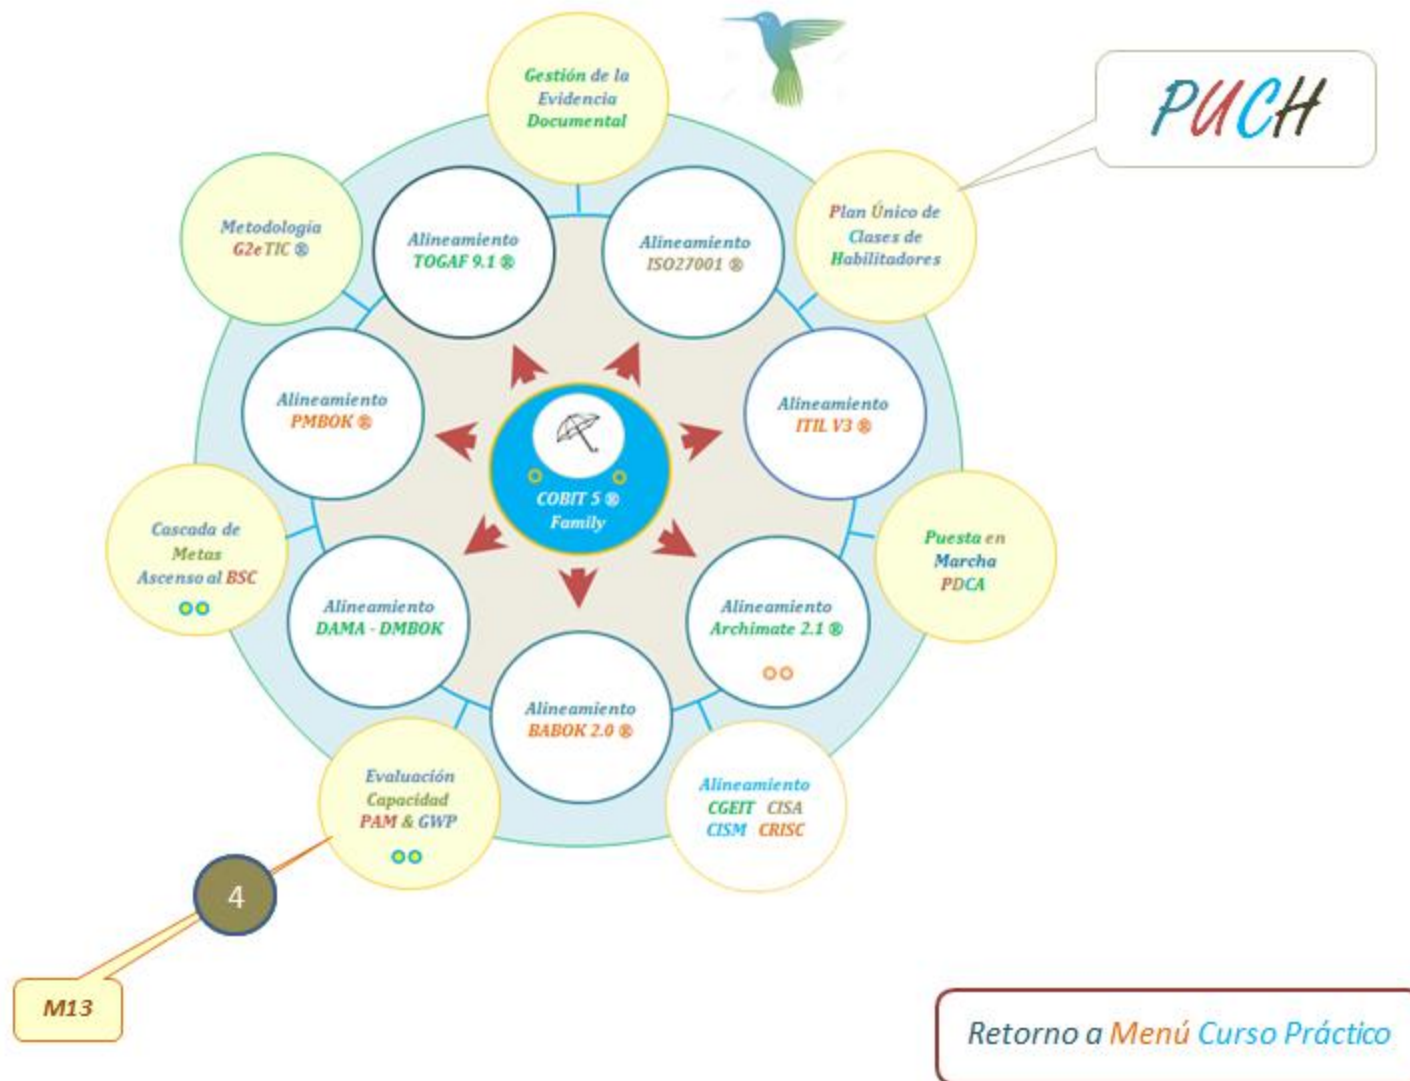 Gestión de la
Evidencia
Documental
PUCH
Plan Único de
Clases de
Habilitadores
Metodología
G2eTIC ®
Alineamiento
TOGAF 9.1 ®
Alineamiento
ISO27001 ®
Alineamiento
PMBOK ®
Alineamiento
ITIL V3 ®
COBIT 5 ®
Family
Cascada de
Metas
Ascenso al BSC
Puesta en
Marcha
PDCA
Alineamiento
DAMA - DMBOK
Alineamiento
Archimate 2.1 ®
Alineamiento
BABOK 2.0 ®
Evaluación
Capacidad
PAM & GWP
Alineamiento
CGEIT CISA
CISM CRISC
4
M13
Retorno a Menú Curso Práctico